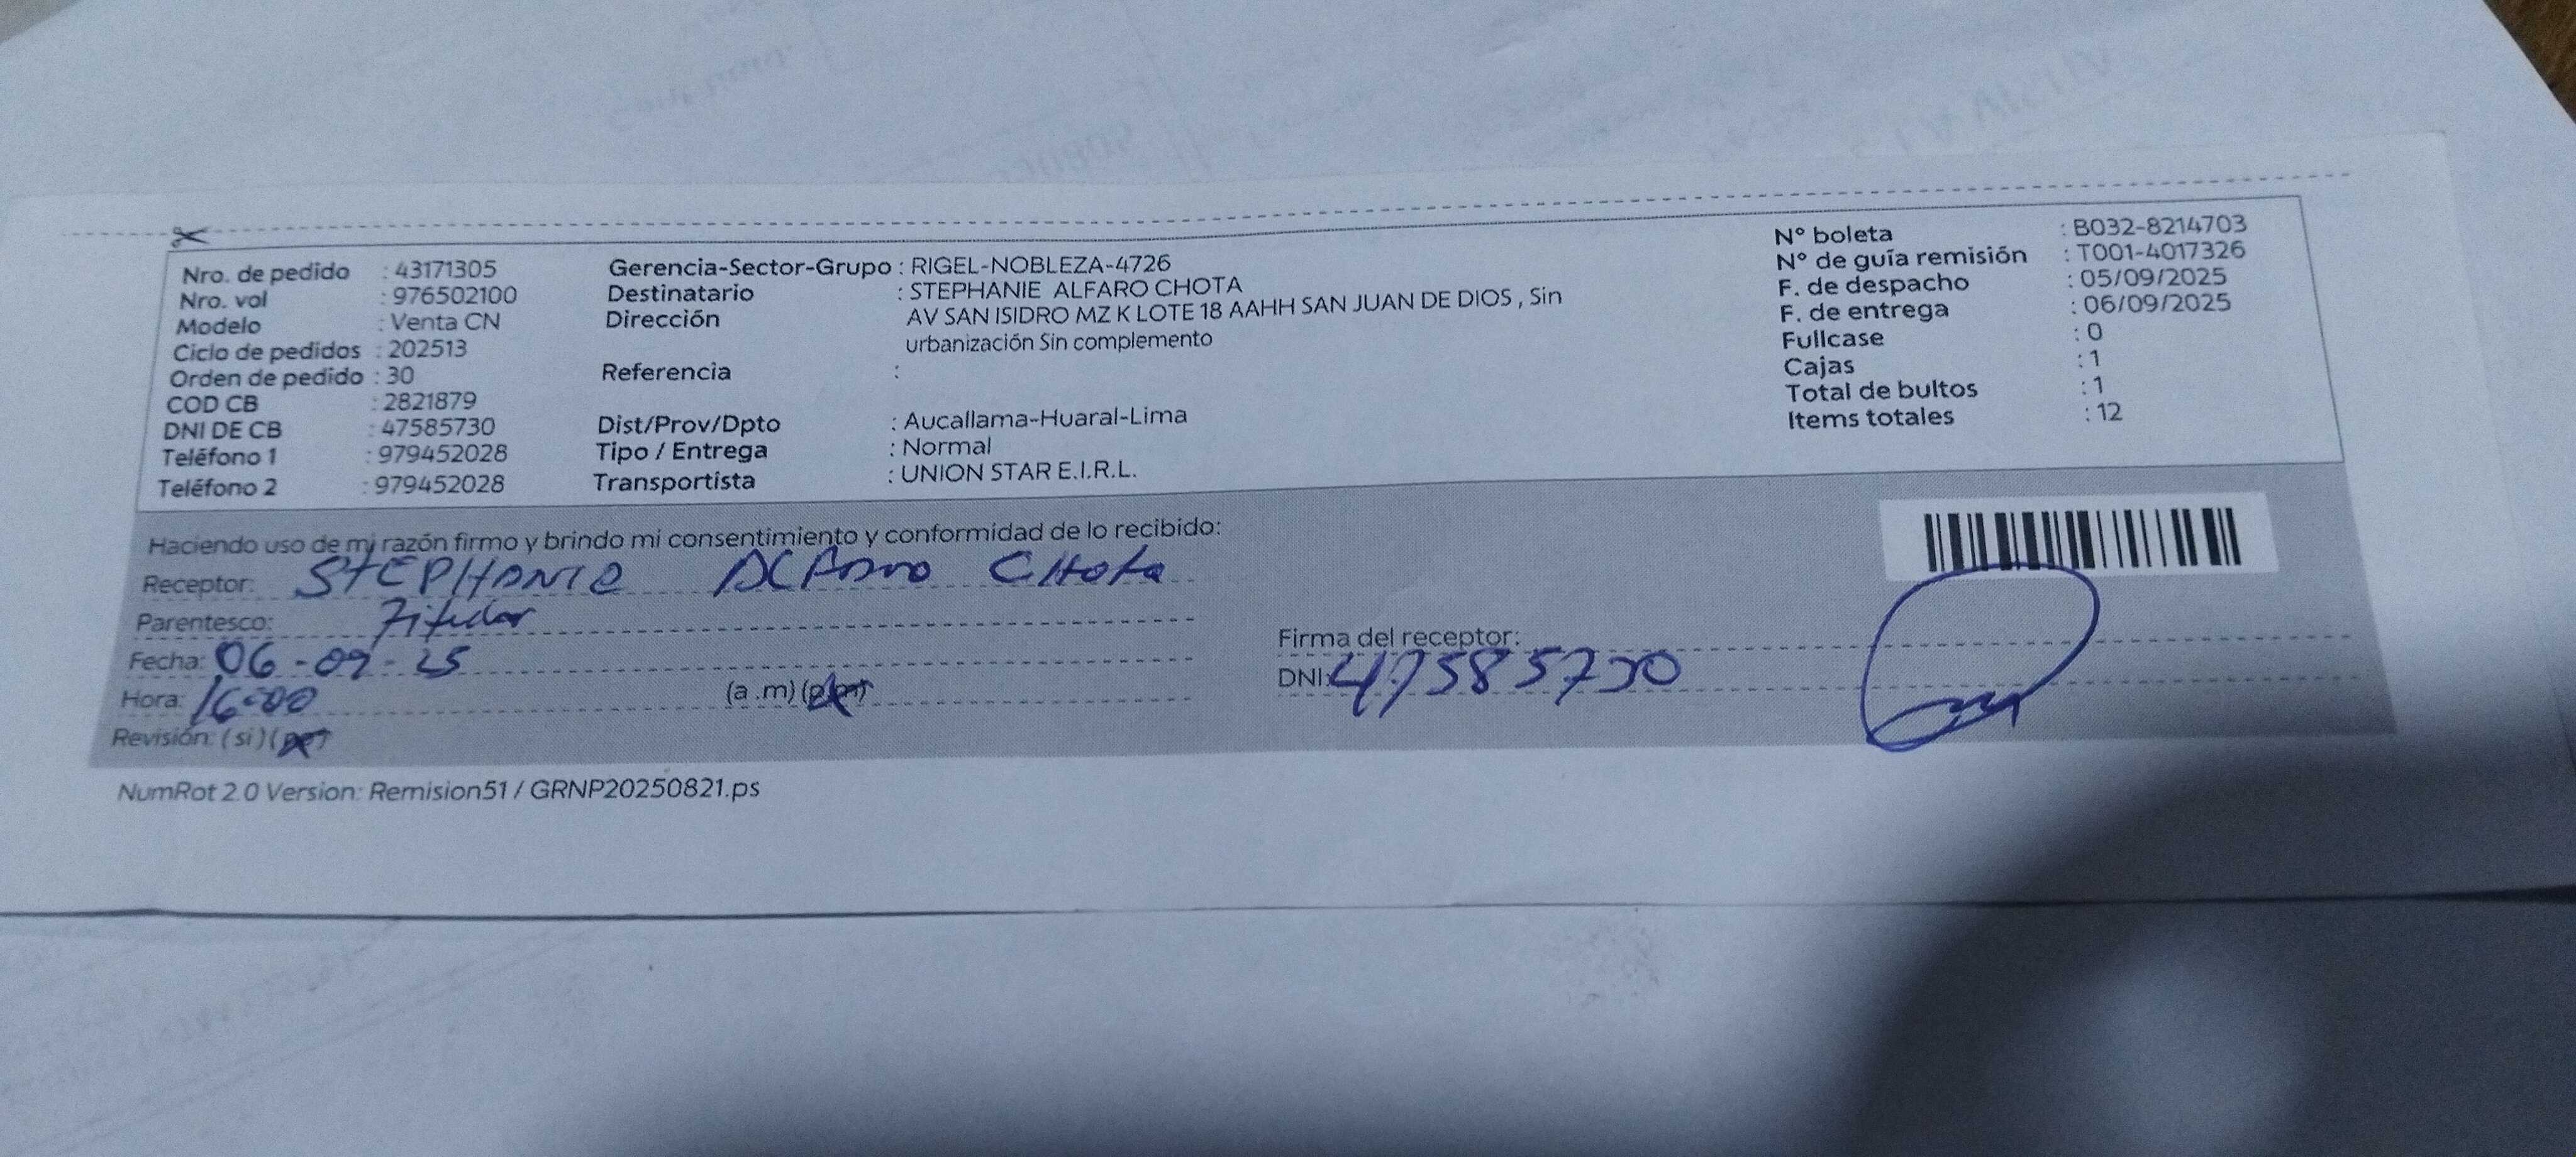 Nro. de pedido : 43171305
Nro. vol : 976502100
Modelo : Venta CN
Ciclo de pedidos : 202513
Orden de pedido : 30
COD CB : 2821879
DNI DE CB : 47585730
Teléfono 1 : 979452028
Teléfono 2 : 979452028
Gerencia-Sector-Grupo : RIGEL-NOBLEZA-4726
Destinatario : STEPHANIE ALFARO CHOTA
Dirección AV SAN ISIDRO MZ K LOTE 18 AAHH SAN JUAN DE DIOS , Sin
urbanización Sin complemento
Referencia :
Dist/Prov/Dpto : Aucallama-Huaral-Lima
Tipo / Entrega : Normal
Transportista : UNION STAR E.I.R.L.
N° boleta : B032-8214703
N° de guía remisión : T001-4017326
F. de despacho : 05/09/2025
F. de entrega : 06/09/2025
Fullcase : 0
Cajas : 1
Total de bultos : 1
Items totales : 12
Haciendo uso de mi razón firmo y brindo mi consentimiento y conformidad de lo recibido:
Receptor: STEPHANIE ALFARO CHOTA
Parentesco: Titular
Fecha: 06-09-25
Hora: 16:00 (a.m) (p.m)
Revisión: (si) (no)
Firma del receptor:
DNI: 47585730
NumRot 2.0 Version: Remision51 / GRNP20250821.ps